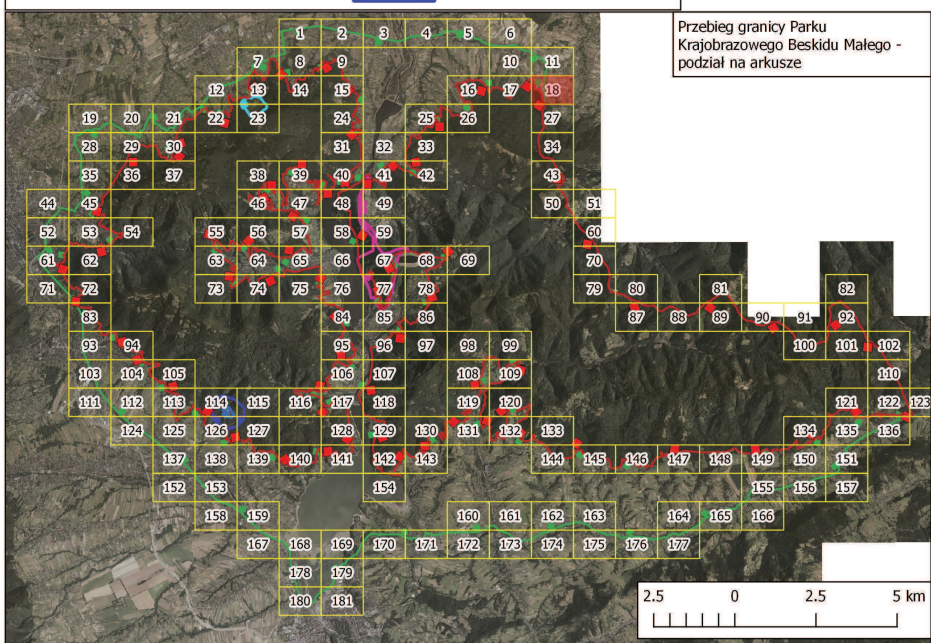 1 2 3 4 5 6
Przebieg granicy Parku
Krajobrazowego Beskidu Małego -
podział na arkusze
7 8 9 10 11
12 13 14 15 16 17 18
19 20 21 22 23 24 25 26 27
28 29 30 31 32 33 34
35 36 37 38 39 40 41 42 43
44 45 46 47 48 49 50 51
52 53 54 55 56 57 58 59 60
61 62 63 64 65 66 67 68 69 70
71 72 73 74 75 76 77 78 79 80 81 82
83 84 85 86 87 88 89 90 91 92
93 94 95 96 97 98 99 100 101 102
103 104 105 106 107 108 109 110
111 112 113 114 115 116 117 118 119 120 121 122 123
124 125 126 127 128 129 130 131 132 133 134 135 136
137 138 139 140 141 142 143 144 145 146 147 148 149 150 151
152 153 154 155 156 157
158 159 160 161 162 163 164 165 166
167 168 169 170 171 172 173 174 175 176 177
178 179
180 181
2.5 0 2.5 5 km